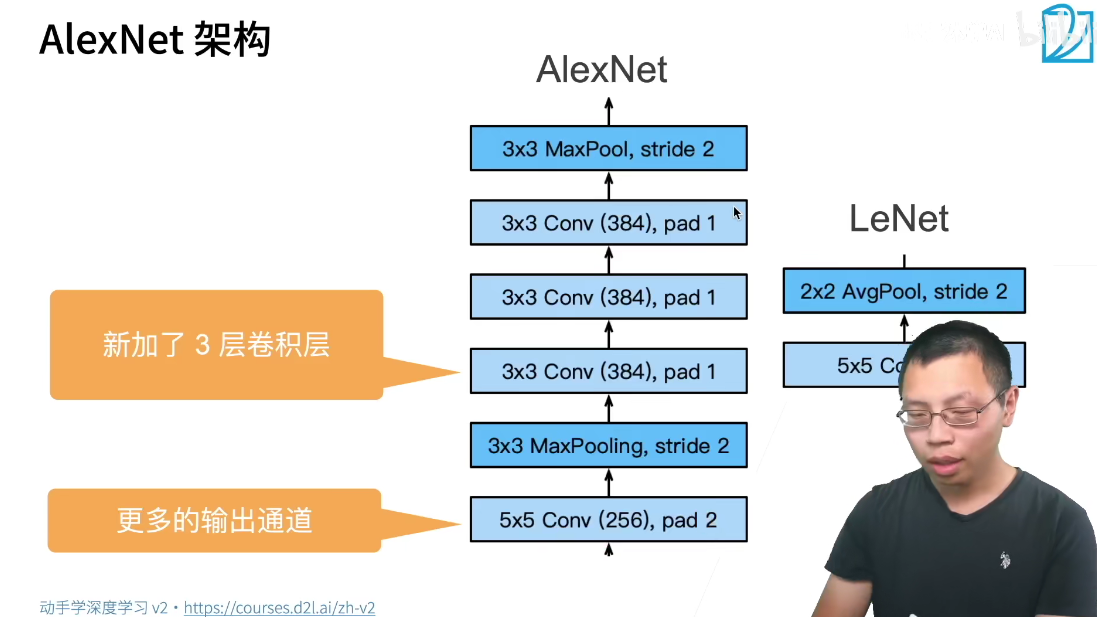 AlexNet 架构
AlexNet
3x3 MaxPool, stride 2
3x3 Conv (384), pad 1
3x3 Conv (384), pad 1
3x3 Conv (384), pad 1
3x3 MaxPooling, stride 2
5x5 Conv (256), pad 2
新加了 3 层卷积层
更多的输出通道
LeNet
2x2 AvgPool, stride 2
5x5
动手学深度学习 v2 · https://courses.d2l.ai/zh-v2